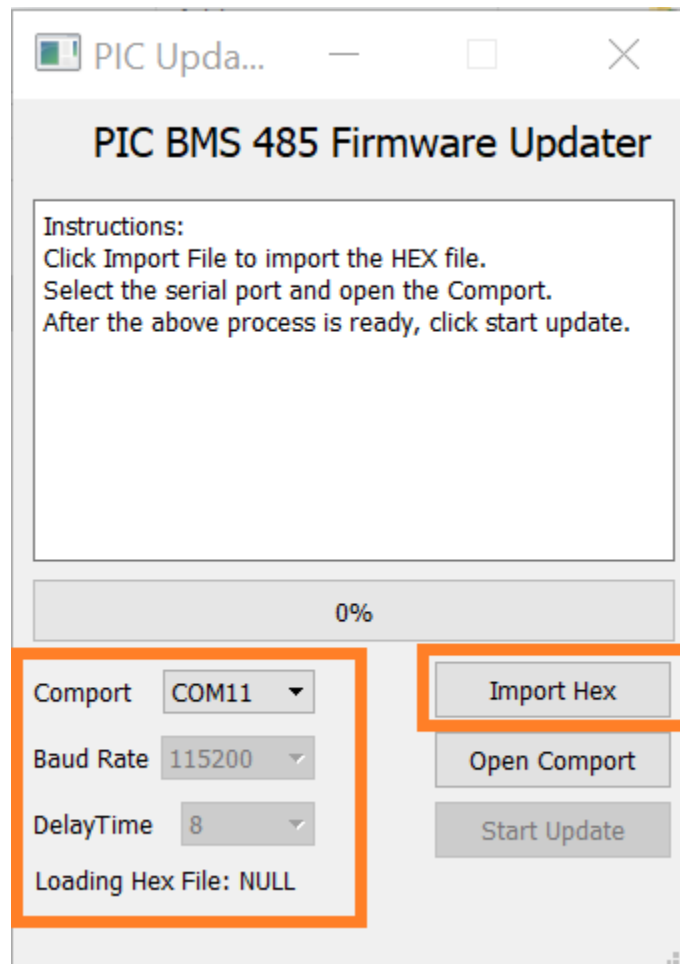 PIC Upda...
PIC BMS 485 Firmware Updater
Instructions:
Click Import File to import the HEX file.
Select the serial port and open the Comport.
After the above process is ready, click start update.
0%
Comport COM11 Import Hex
Baud Rate 115200 Open Comport
DelayTime 8 Start Update
Loading Hex File: NULL